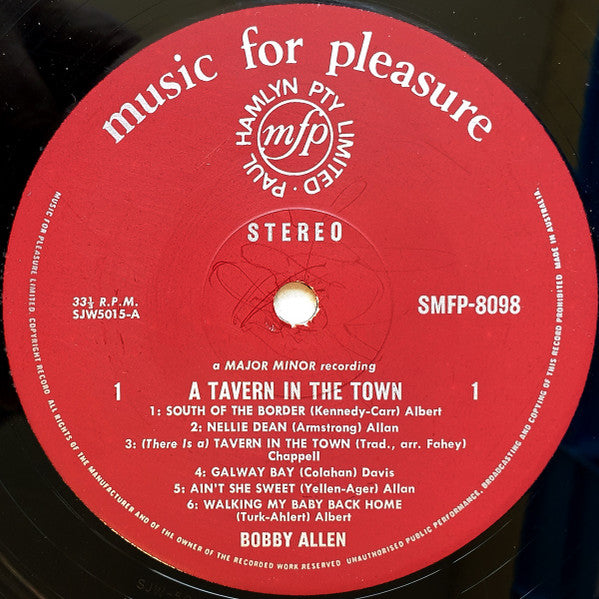 music for pleasure
PAUL HAMLYN PTY LIMITED ·
mfp
STEREO
33⅓ R.P.M.
SJW5015-A
SMFP-8098
a MAJOR MINOR recording
1 A TAVERN IN THE TOWN 1
1: SOUTH OF THE BORDER (Kennedy-Carr) Albert
2: NELLIE DEAN (Armstrong) Allan
3: (There Is a) TAVERN IN THE TOWN (Trad., arr. Fahey)
Chappell
4: GALWAY BAY (Colahan) Davis
5: AIN'T SHE SWEET (Yellen-Ager) Allan
6: WALKING MY BABY BACK HOME
(Turk-Ahlert) Albert
BOBBY ALLEN
MUSIC FOR PLEASURE LIMITED. COPYRIGHT RECORD. ALL RIGHTS OF THE MANUFACTURER AND OF THE OWNER OF THE RECORDED WORK RESERVED UNAUTHORISED PUBLIC PERFORMANCE, BROADCASTING AND COPYING OF THIS RECORD PROHIBITED MADE IN AUSTRALIA.